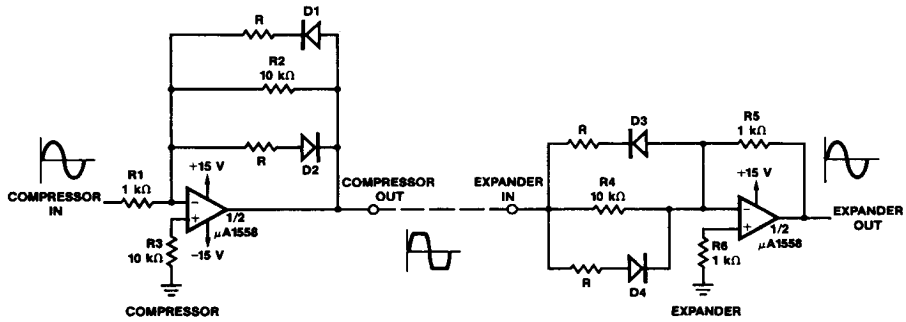 D1
R
R2
10 kΩ
R
D2
R1
1 kΩ
+15 V
COMPRESSOR
IN
−
+
1/2
μA1558
−15 V
R3
10 kΩ
COMPRESSOR
COMPRESSOR
OUT
EXPANDER
IN
D3
R
R4
10 kΩ
R
D4
R5
1 kΩ
+15 V
−
+
1/2
μA1558
R6
1 kΩ
EXPANDER
OUT
EXPANDER